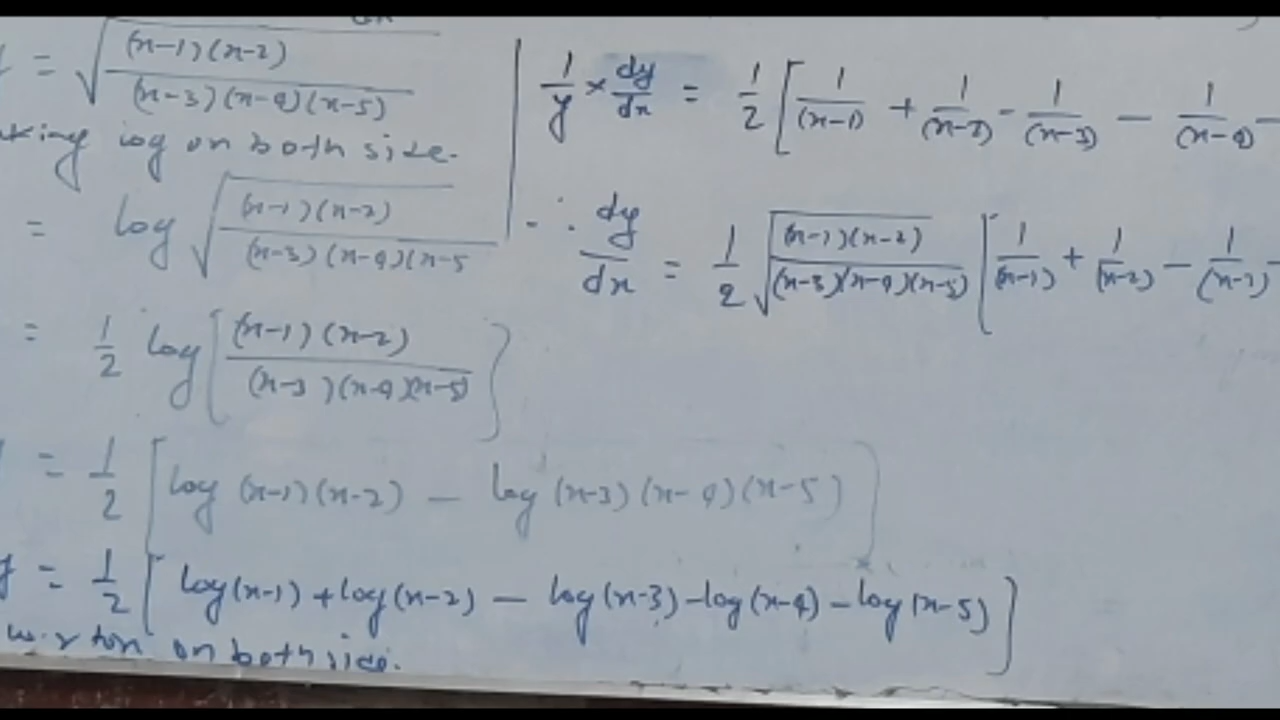 = √((x-1)(x-2) / (x-3)(x-4)(x-5))
aking log on both side.
= log √((x-1)(x-2) / (x-3)(x-4)(x-5
= 1/2 log [(x-1)(x-2) / (x-3)(x-4)(x-5)]
= 1/2 [log (x-1)(x-2) - log (x-3)(x-4)(x-5)]
y = 1/2 [log(x-1) + log(x-2) - log(x-3) - log(x-4) - log(x-5)]
w.r to x on both side.
1/y × dy/dx = 1/2 [1/(x-1) + 1/(x-2) - 1/(x-3) - 1/(x-4) -
∴ dy/dx = 1/2 √((x-1)(x-2) / (x-3)(x-4)(x-5)) [1/(x-1) + 1/(x-2) - 1/(x-3) -